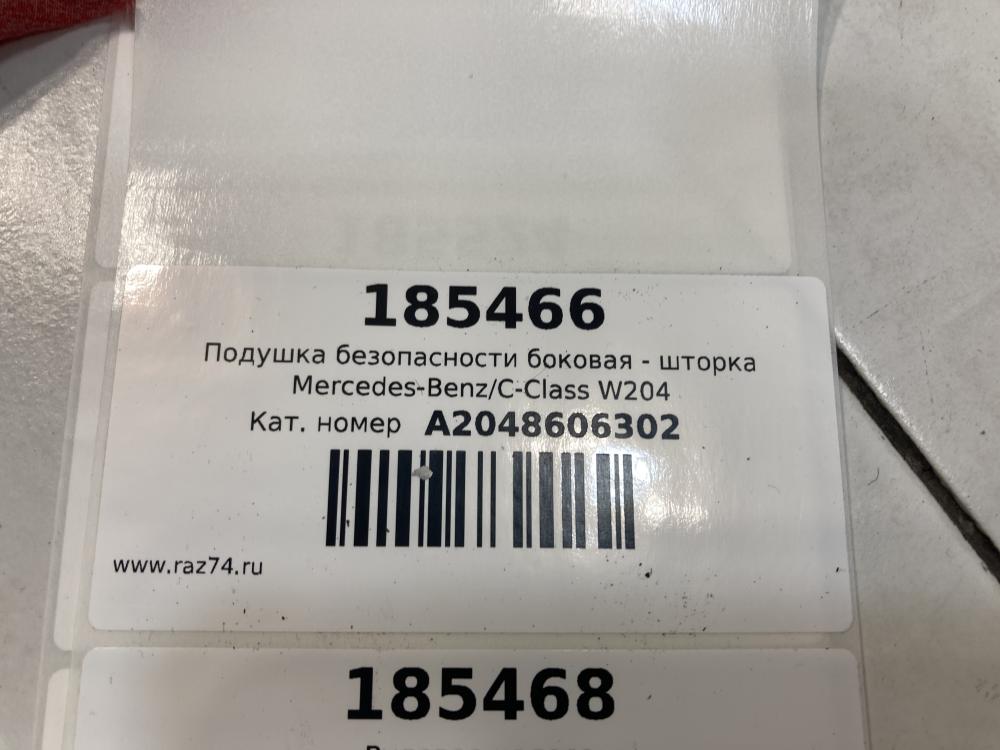 185466
Подушка безопасности боковая - шторка
Mercedes-Benz/C-Class W204
Кат. номер A2048606302
www.raz74.ru
185468